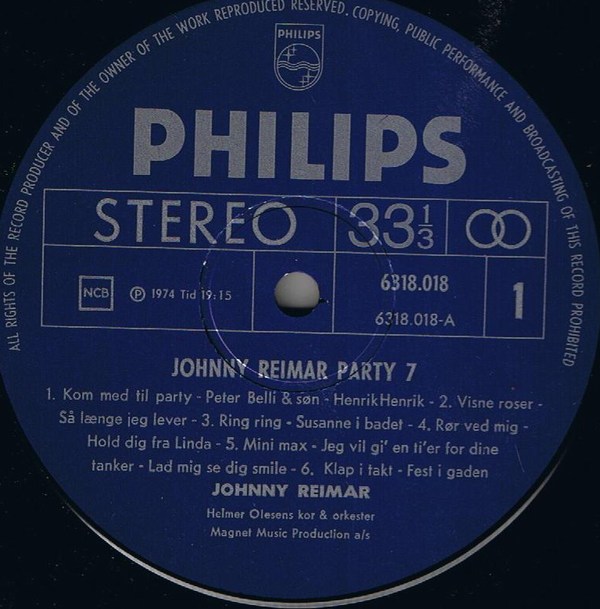 ALL RIGHTS OF THE RECORD PRODUCER AND OF THE OWNER OF THE WORK REPRODUCED RESERVED. COPYING, PUBLIC PERFORMANCE AND BROADCASTING OF THIS RECORD PROHIBITED
PHILIPS
PHILIPS
STEREO 33⅓
NCB Ⓟ 1974 Tid 19:15
6318.018
6318.018-A
1
JOHNNY REIMAR PARTY 7
1. Kom med til party - Peter Belli & søn - HenrikHenrik - 2. Visne roser -
Så længe jeg lever - 3. Ring ring - Susanne i badet - 4. Rør ved mig -
Hold dig fra Linda - 5. Mini max - Jeg vil gi' en ti'er for dine
tanker - Lad mig se dig smile - 6. Klap i takt - Fest i gaden
JOHNNY REIMAR
Helmer Olesens kor & orkester
Magnet Music Production a/s